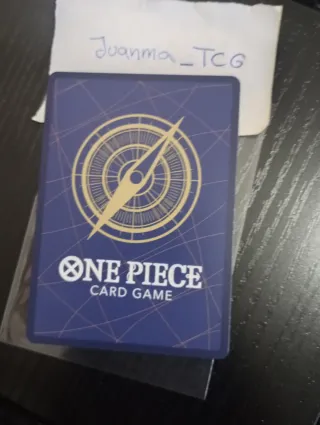 Juanma_TCG
ONE PIECE
CARD GAME